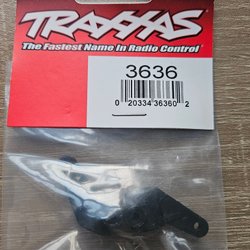 TRAXXAS
The Fastest Name In Radio Control
3636
0 20334 36360 2